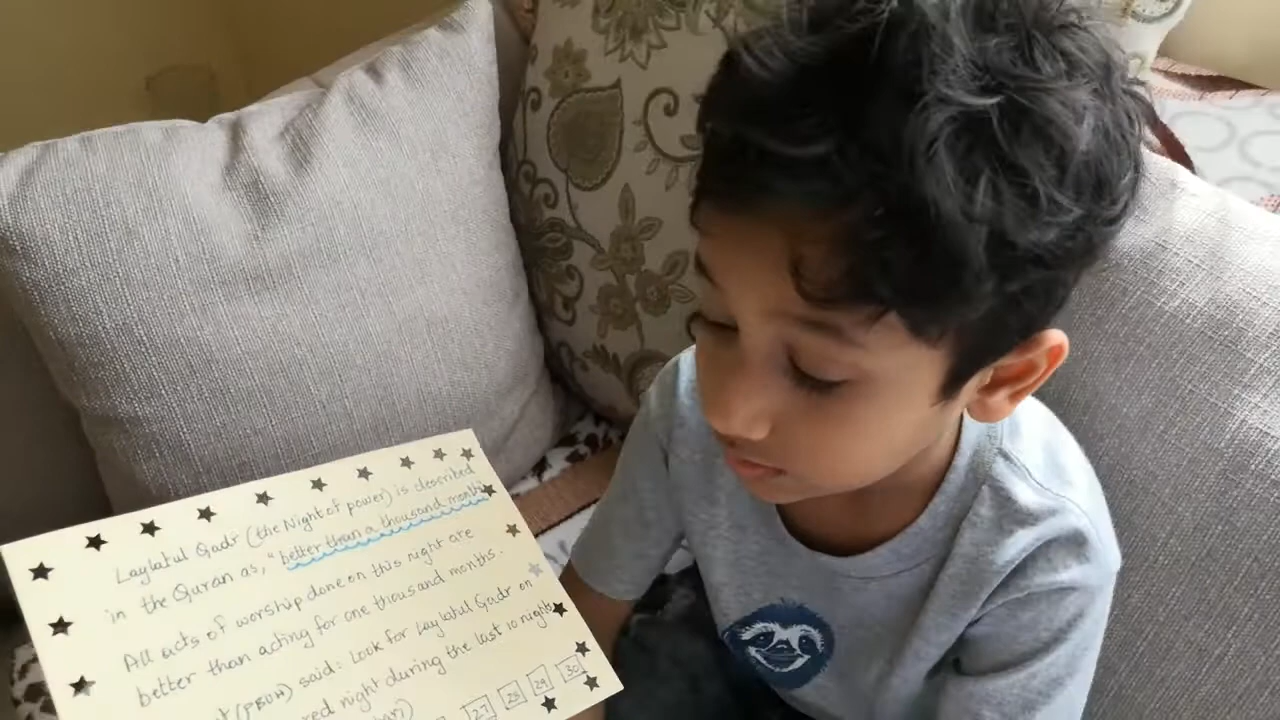 Laylatul Qadr (the Night of power) is described
in the Quran as, "better than a thousand months
All acts of worship done on this night are
better than acting for one thousand months.
(PBUH) said: Look for Laylatul Qadr on
night during the last 10 nights
27 28 29 30